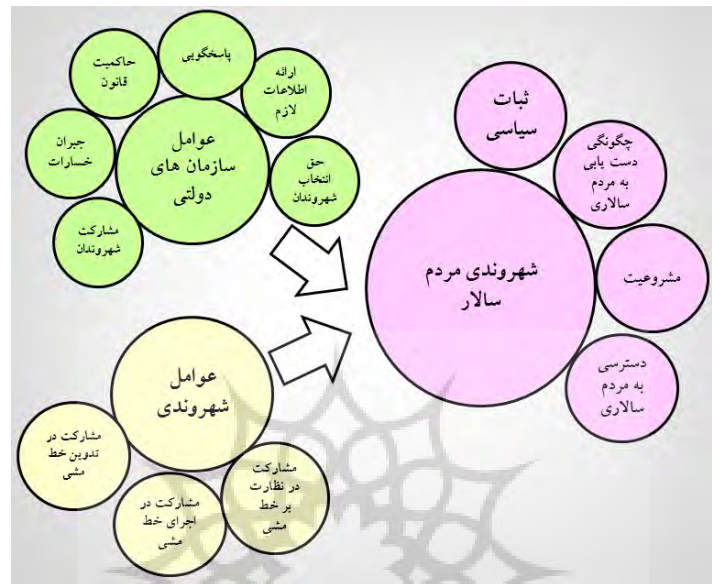 پاسخگویی
حاکمیت
قانون
ارائه
اطلاعات
لازم
جبران
خسارات
عوامل
سازمان های
دولتی
حق
انتخاب
شهروندان
مشارکت
شهروندان
ثبات
سیاسی
چگونگی
دست یابی
به مردم
سالاری
شهروندی مردم
سالار
مشروعیت
دسترسی
به مردم
سالاری
عوامل
شهروندی
مشارکت در
تدوین خط
مشی
مشارکت در
اجرای خط
مشی
مشارکت
در نظارت
بر خط
مشی